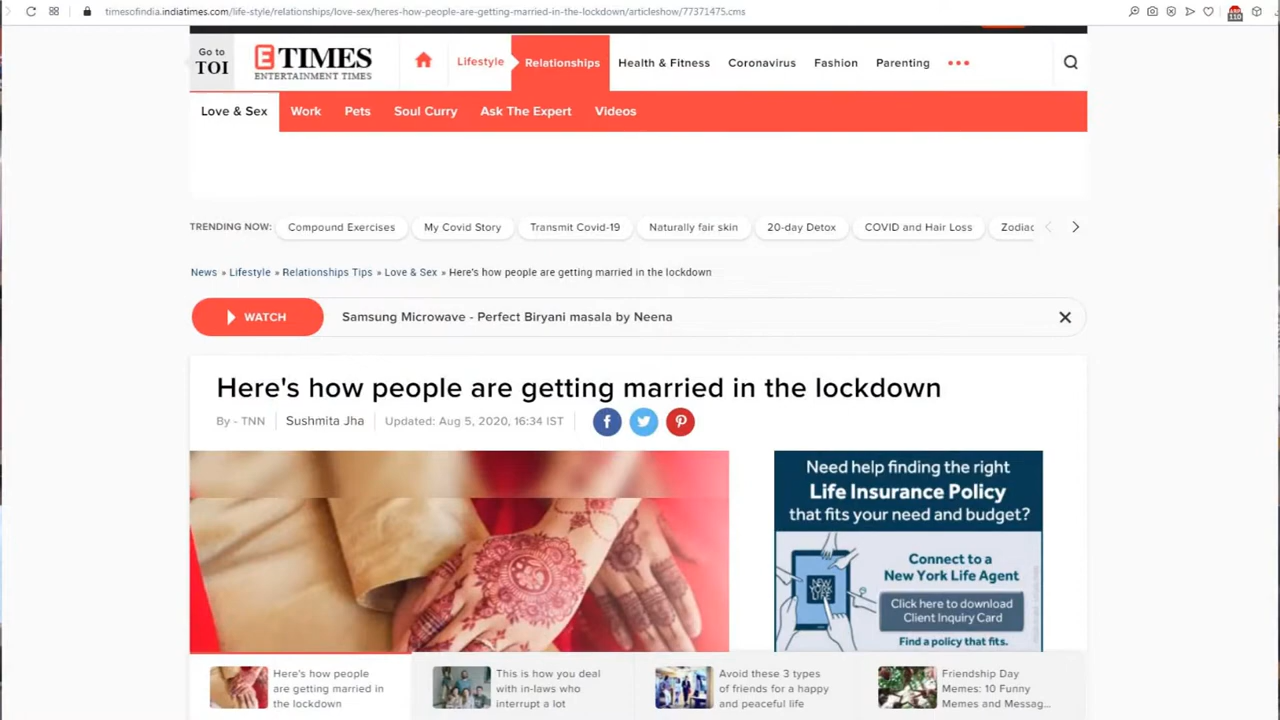 timesofindia.indiatimes.com/life-style/relationships/love-sex/heres-how-people-are-getting-married-in-the-lockdown/articleshow/77371475.cms
110
Go to
TOI
E TIMES
ENTERTAINMENT TIMES
Lifestyle
Relationships
Health & Fitness
Coronavirus
Fashion
Parenting
Love & Sex
Work
Pets
Soul Curry
Ask The Expert
Videos
TRENDING NOW:
Compound Exercises
My Covid Story
Transmit Covid-19
Naturally fair skin
20-day Detox
COVID and Hair Loss
Zodiac
News » Lifestyle » Relationships Tips » Love & Sex » Here's how people are getting married in the lockdown
WATCH
Samsung Microwave - Perfect Biryani masala by Neena
Here's how people are getting married in the lockdown
By - TNN
Sushmita Jha
Updated: Aug 5, 2020, 16:34 IST
Need help finding the right
Life Insurance Policy
that fits your need and budget?
NEW
YORK
LIFE
Connect to a
New York Life Agent
Click here to download
Client Inquiry Card
Find a policy that fits.
Here's how people
are getting married in
the lockdown
This is how you deal
with in-laws who
interrupt a lot
Avoid these 3 types
of friends for a happy
and peaceful life
Friendship Day
Memes: 10 Funny
Memes and Messag...